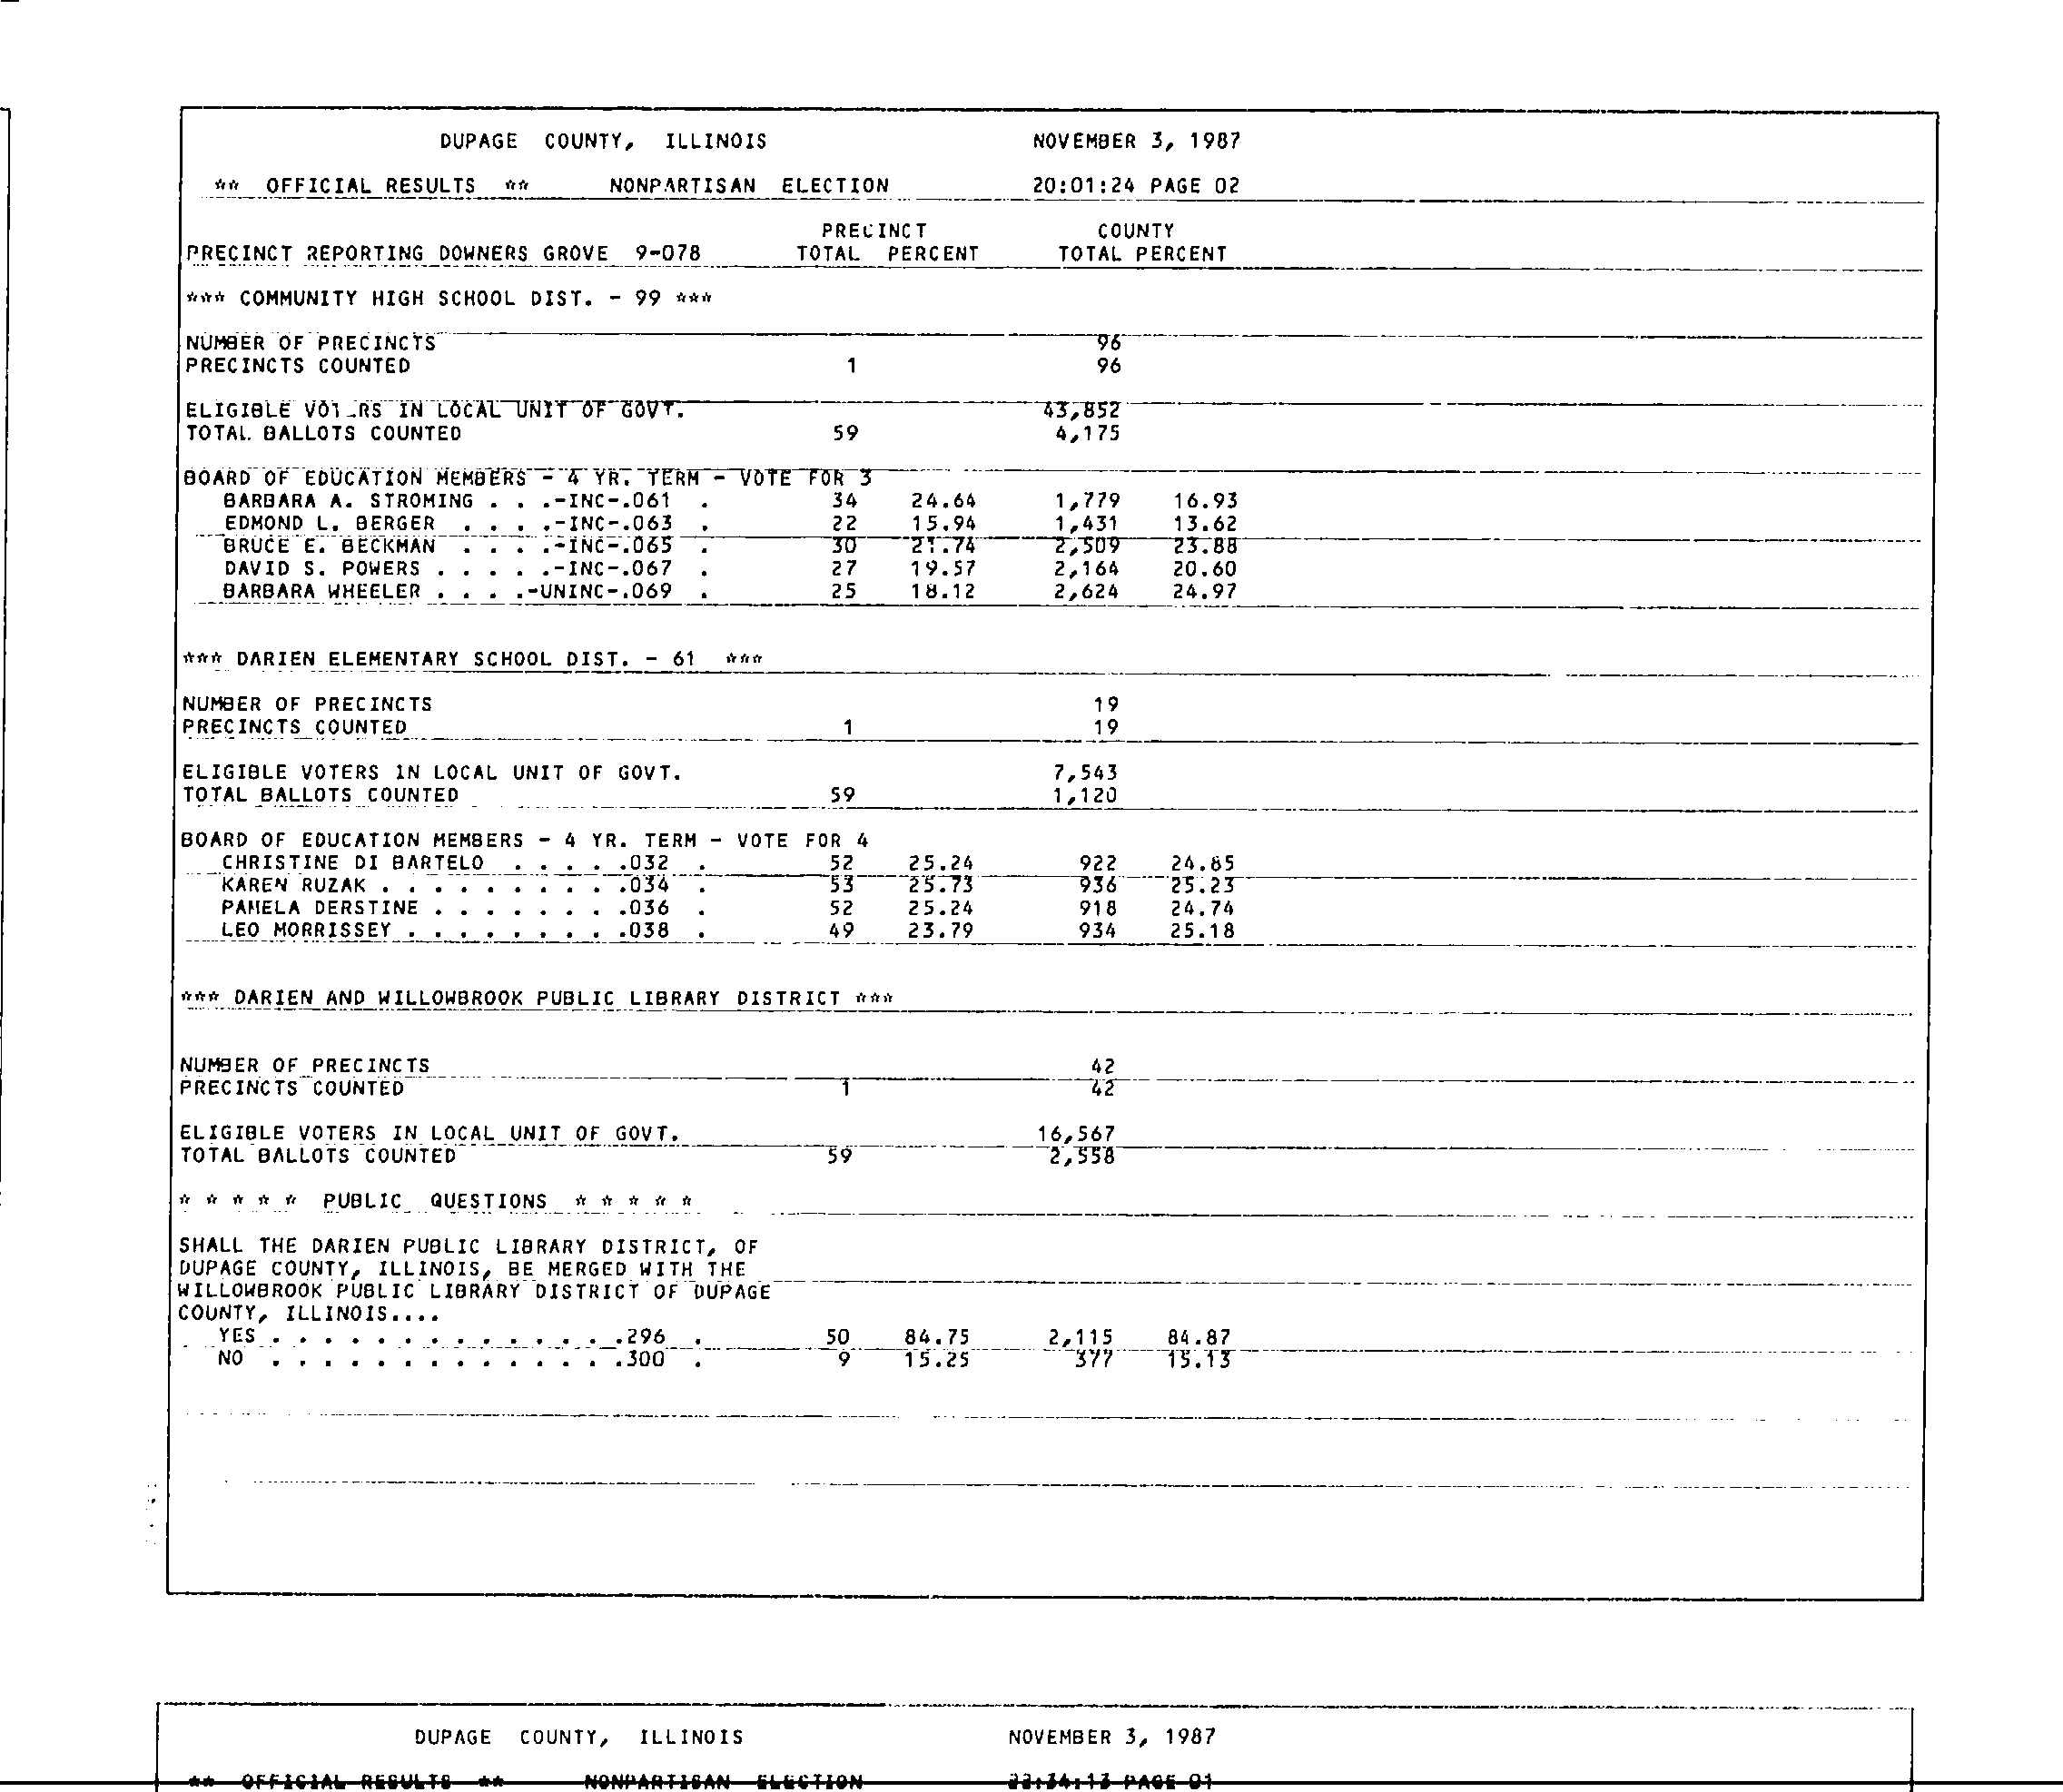 DUPAGE COUNTY, ILLINOIS NOVEMBER 3, 1987
** OFFICIAL RESULTS ** NONPARTISAN ELECTION 20:01:24 PAGE 02
PRECINCT COUNTY
PRECINCT REPORTING DOWNERS GROVE 9-078 TOTAL PERCENT TOTAL PERCENT
*** COMMUNITY HIGH SCHOOL DIST. - 99 ***
NUMBER OF PRECINCTS 96
PRECINCTS COUNTED 1 96
ELIGIBLE VOTERS IN LOCAL UNIT OF GOVT. 43,852
TOTAL BALLOTS COUNTED 59 4,175
BOARD OF EDUCATION MEMBERS - 4 YR. TERM - VOTE FOR 3
BARBARA A. STROMING . . .-INC-.061 . 34 24.64 1,779 16.93
EDMOND L. BERGER . . . .-INC-.063 . 22 15.94 1,431 13.62
BRUCE E. BECKMAN . . . .-INC-.065 . 30 21.74 2,509 23.88
DAVID S. POWERS . . . . .-INC-.067 . 27 19.57 2,164 20.60
BARBARA WHEELER . . . .-UNINC-.069 . 25 18.12 2,624 24.97
*** DARIEN ELEMENTARY SCHOOL DIST. - 61 ***
NUMBER OF PRECINCTS 19
PRECINCTS COUNTED 1 19
ELIGIBLE VOTERS IN LOCAL UNIT OF GOVT. 7,543
TOTAL BALLOTS COUNTED 59 1,120
BOARD OF EDUCATION MEMBERS - 4 YR. TERM - VOTE FOR 4
CHRISTINE DI BARTELO . . . . .032 . 52 25.24 922 24.85
KAREN RUZAK . . . . . . . . . .034 . 53 25.73 936 25.23
PAMELA DERSTINE . . . . . . . .036 . 52 25.24 918 24.74
LEO MORRISSEY . . . . . . . . .038 . 49 23.79 934 25.18
*** DARIEN AND WILLOWBROOK PUBLIC LIBRARY DISTRICT ***
NUMBER OF PRECINCTS 42
PRECINCTS COUNTED 1 42
ELIGIBLE VOTERS IN LOCAL UNIT OF GOVT. 16,567
TOTAL BALLOTS COUNTED 59 2,558
* * * * * PUBLIC QUESTIONS * * * * *
SHALL THE DARIEN PUBLIC LIBRARY DISTRICT, OF
DUPAGE COUNTY, ILLINOIS, BE MERGED WITH THE
WILLOWBROOK PUBLIC LIBRARY DISTRICT OF DUPAGE
COUNTY, ILLINOIS....
YES . . . . . . . . . . . . . .296 . 50 84.75 2,115 84.87
NO . . . . . . . . . . . . . .300 . 9 15.25 377 15.13
DUPAGE COUNTY, ILLINOIS NOVEMBER 3, 1987
** OFFICIAL RESULTS ** NONPARTISAN ELECTION PAGE 01